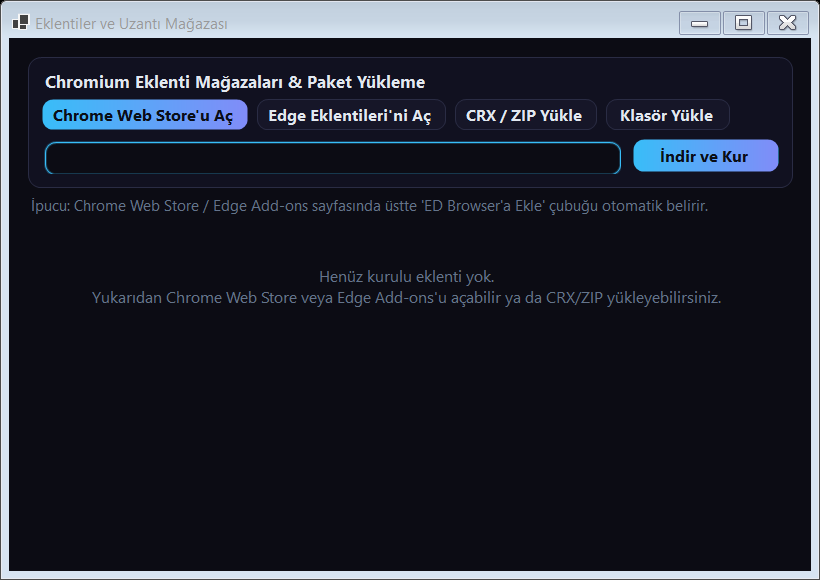 Eklentiler ve Uzantı Mağazası
Chromium Eklenti Mağazaları & Paket Yükleme
Chrome Web Store'u Aç
Edge Eklentileri'ni Aç
CRX / ZIP Yükle
Klasör Yükle
İndir ve Kur
İpucu: Chrome Web Store / Edge Add-ons sayfasında üstte 'ED Browser'a Ekle' çubuğu otomatik belirir.
Henüz kurulu eklenti yok.
Yukarıdan Chrome Web Store veya Edge Add-ons'u açabilir ya da CRX/ZIP yükleyebilirsiniz.